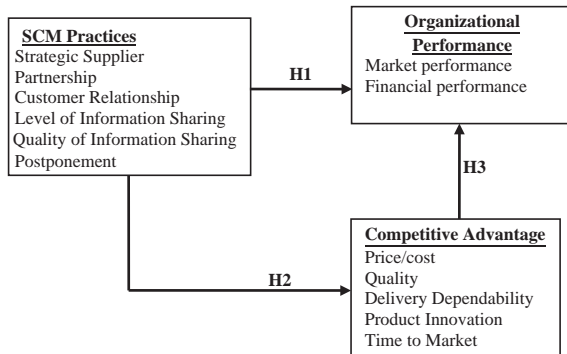 SCM Practices
Strategic Supplier
Partnership
Customer Relationship
Level of Information Sharing
Quality of Information Sharing
Postponement
H1
Organizational
Performance
Market performance
Financial performance
H3
H2
Competitive Advantage
Price/cost
Quality
Delivery Dependability
Product Innovation
Time to Market